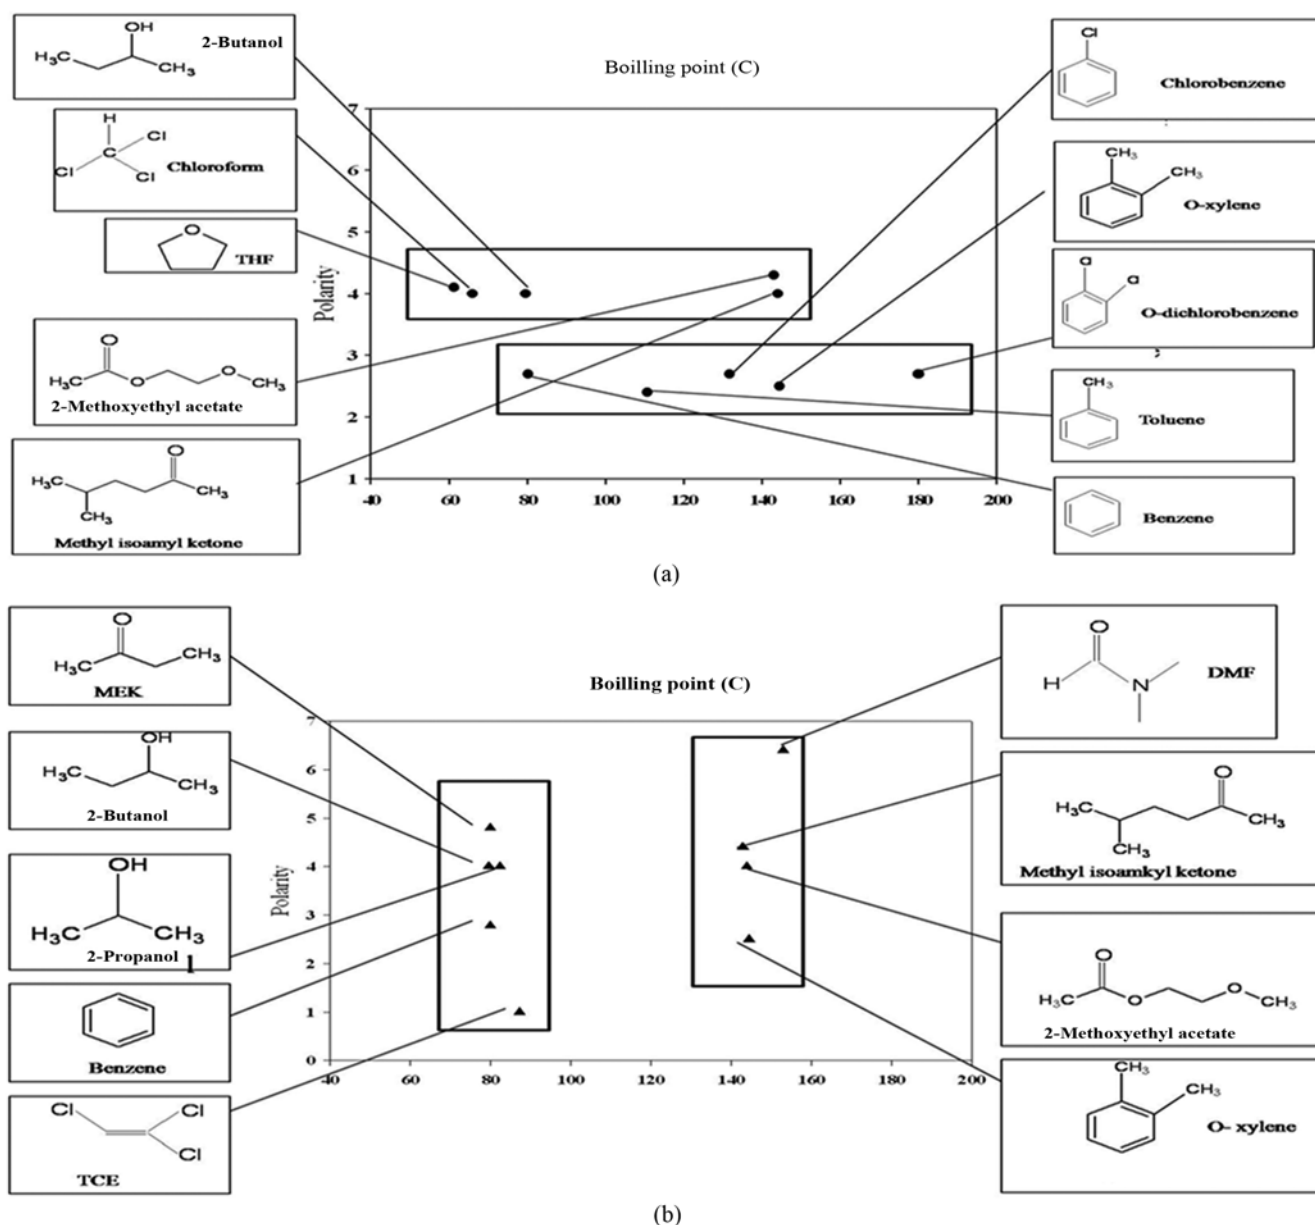 OH
2-Butanol
H₃C
CH₃
H
Cl
C
Cl
Cl
Chloroform
O
THF
O
H₃C
O
O
CH₃
2-Methoxyethyl acetate
O
CH₃
H₃C
CH₃
Methyl isoamyl ketone
Boilling point (C)
Polarity
7
6
5
4
3
2
1
40
60
80
100
120
140
160
180
200
Cl
Chlorobenzene
CH₃
CH₃
O-xylene
Cl
Cl
O-dichlorobenzene
CH₃
Toluene
Benzene
(a)
O
H₃C
CH₃
MEK
OH
H₃C
CH₃
2-Butanol
OH
H₃C
CH₃
2-Propanol l
Benzene
Cl
Cl
Cl
TCE
Boilling point (C)
Polarity
7
6
5
4
3
2
1
0
40
60
80
100
120
140
160
180
200
O
H
N
DMF
O
H₃C
CH₃
CH₃
Methyl isoamkyl ketone
O
H₃C
O
O
CH₃
2-Methoxyethyl acetate
CH₃
CH₃
O- xylene
(b)